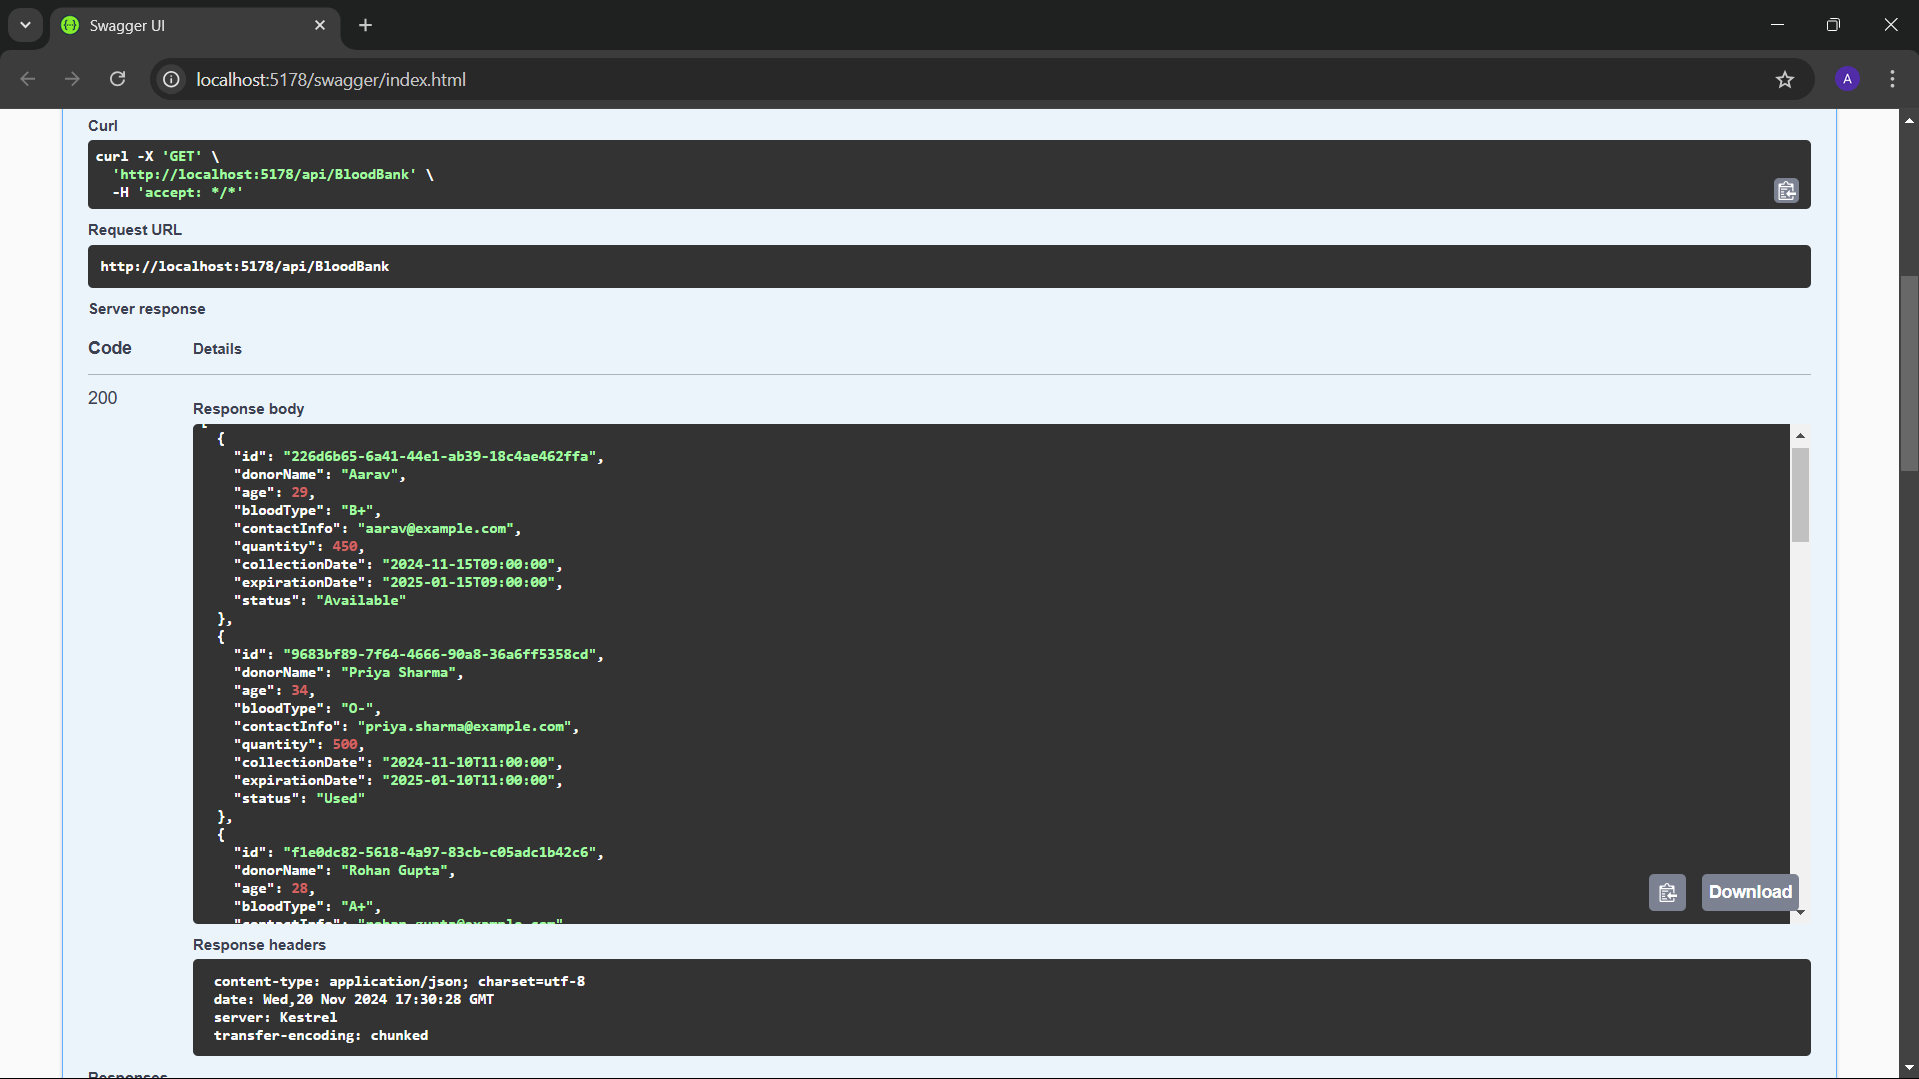 Swagger UI
localhost:5178/swagger/index.html
A
Curl
curl -X 'GET' \
'http://localhost:5178/api/BloodBank' \
-H 'accept: */*'
Request URL
http://localhost:5178/api/BloodBank
Server response
Code Details
200
Response body
[
{
"id": "226d6b65-6a41-44e1-ab39-18c4ae462ffa",
"donorName": "Aarav",
"age": 29,
"bloodType": "B+",
"contactInfo": "aarav@example.com",
"quantity": 450,
"collectionDate": "2024-11-15T09:00:00",
"expirationDate": "2025-01-15T09:00:00",
"status": "Available"
},
{
"id": "9683bf89-7f64-4666-90a8-36a6ff5358cd",
"donorName": "Priya Sharma",
"age": 34,
"bloodType": "O-",
"contactInfo": "priya.sharma@example.com",
"quantity": 500,
"collectionDate": "2024-11-10T11:00:00",
"expirationDate": "2025-01-10T11:00:00",
"status": "Used"
},
{
"id": "f1e0dc82-5618-4a97-83cb-c05adc1b42c6",
"donorName": "Rohan Gupta",
"age": 28,
"bloodType": "A+",
"contactInfo": "rohan.gupta@example.com"
Download
Response headers
content-type: application/json; charset=utf-8
date: Wed,20 Nov 2024 17:30:28 GMT
server: Kestrel
transfer-encoding: chunked
Responses